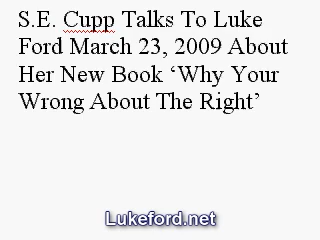 S.E. Cupp Talks To Luke
Ford March 23, 2009 About
Her New Book ‘Why Your
Wrong About The Right’
Lukeford.net